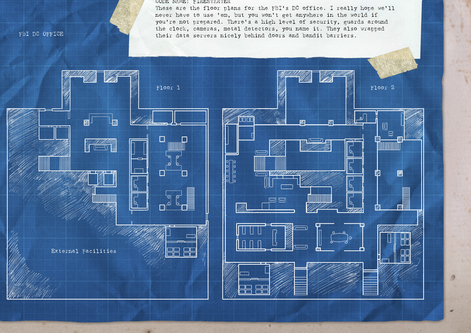 CODE NAME: FIRESTARTER
These are the floor plans for the FBI's DC office. I really hope we'll
never have to use 'em, but you won't get anywhere in the world if
you're not prepared. There's a high level of security, guards around
the clock, cameras, metal detectors, you name it. They also wrapped
their data servers nicely behind doors and bandit barriers.
FBI DC OFFICE
Floor 1
Floor 2
External Facilities